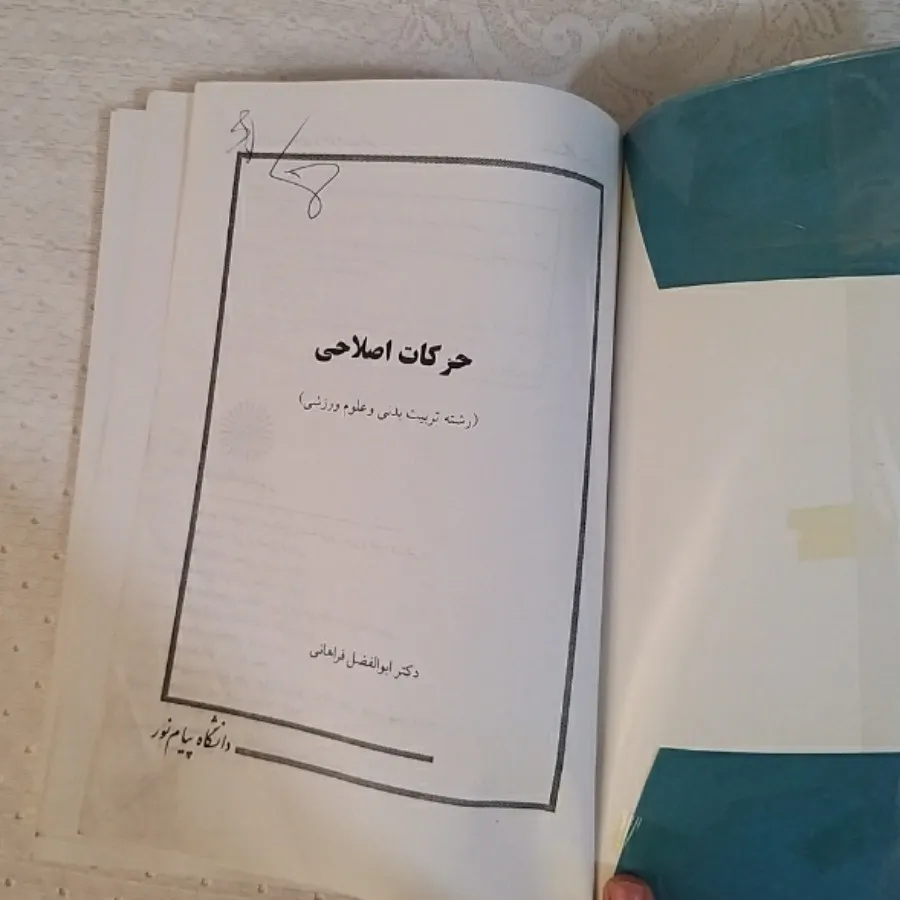 حرکات اصلاحی
(رشته تربیت بدنی و علوم ورزشی)
دکتر ابوالفضل فراهانی
دانشگاه پیام نور